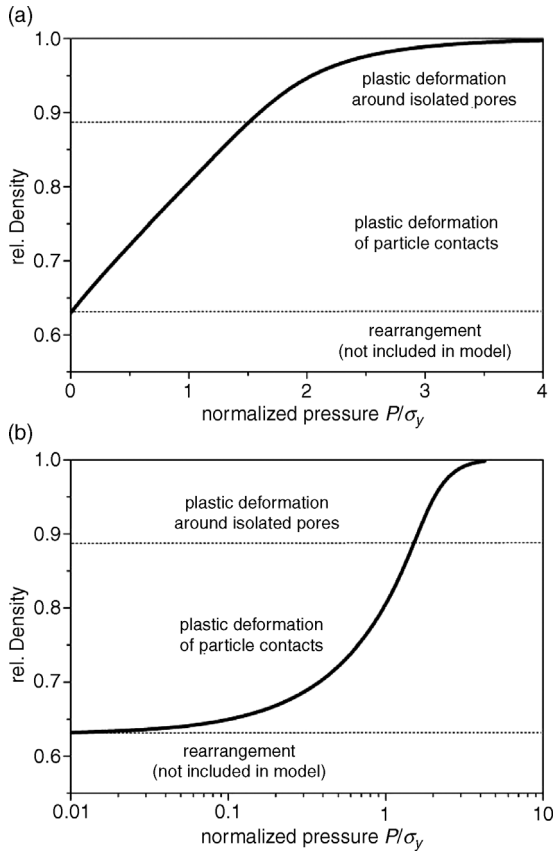 (a)
1.0
0.9
0.8
0.7
0.6
rel. Density
plastic deformation
around isolated pores
plastic deformation
of particle contacts
rearrangement
(not included in model)
0 1 2 3 4
normalized pressure P/σy
(b)
1.0
0.9
0.8
0.7
0.6
rel. Density
plastic deformation
around isolated pores
plastic deformation
of particle contacts
rearrangement
(not included in model)
0.01 0.1 1 10
normalized pressure P/σy